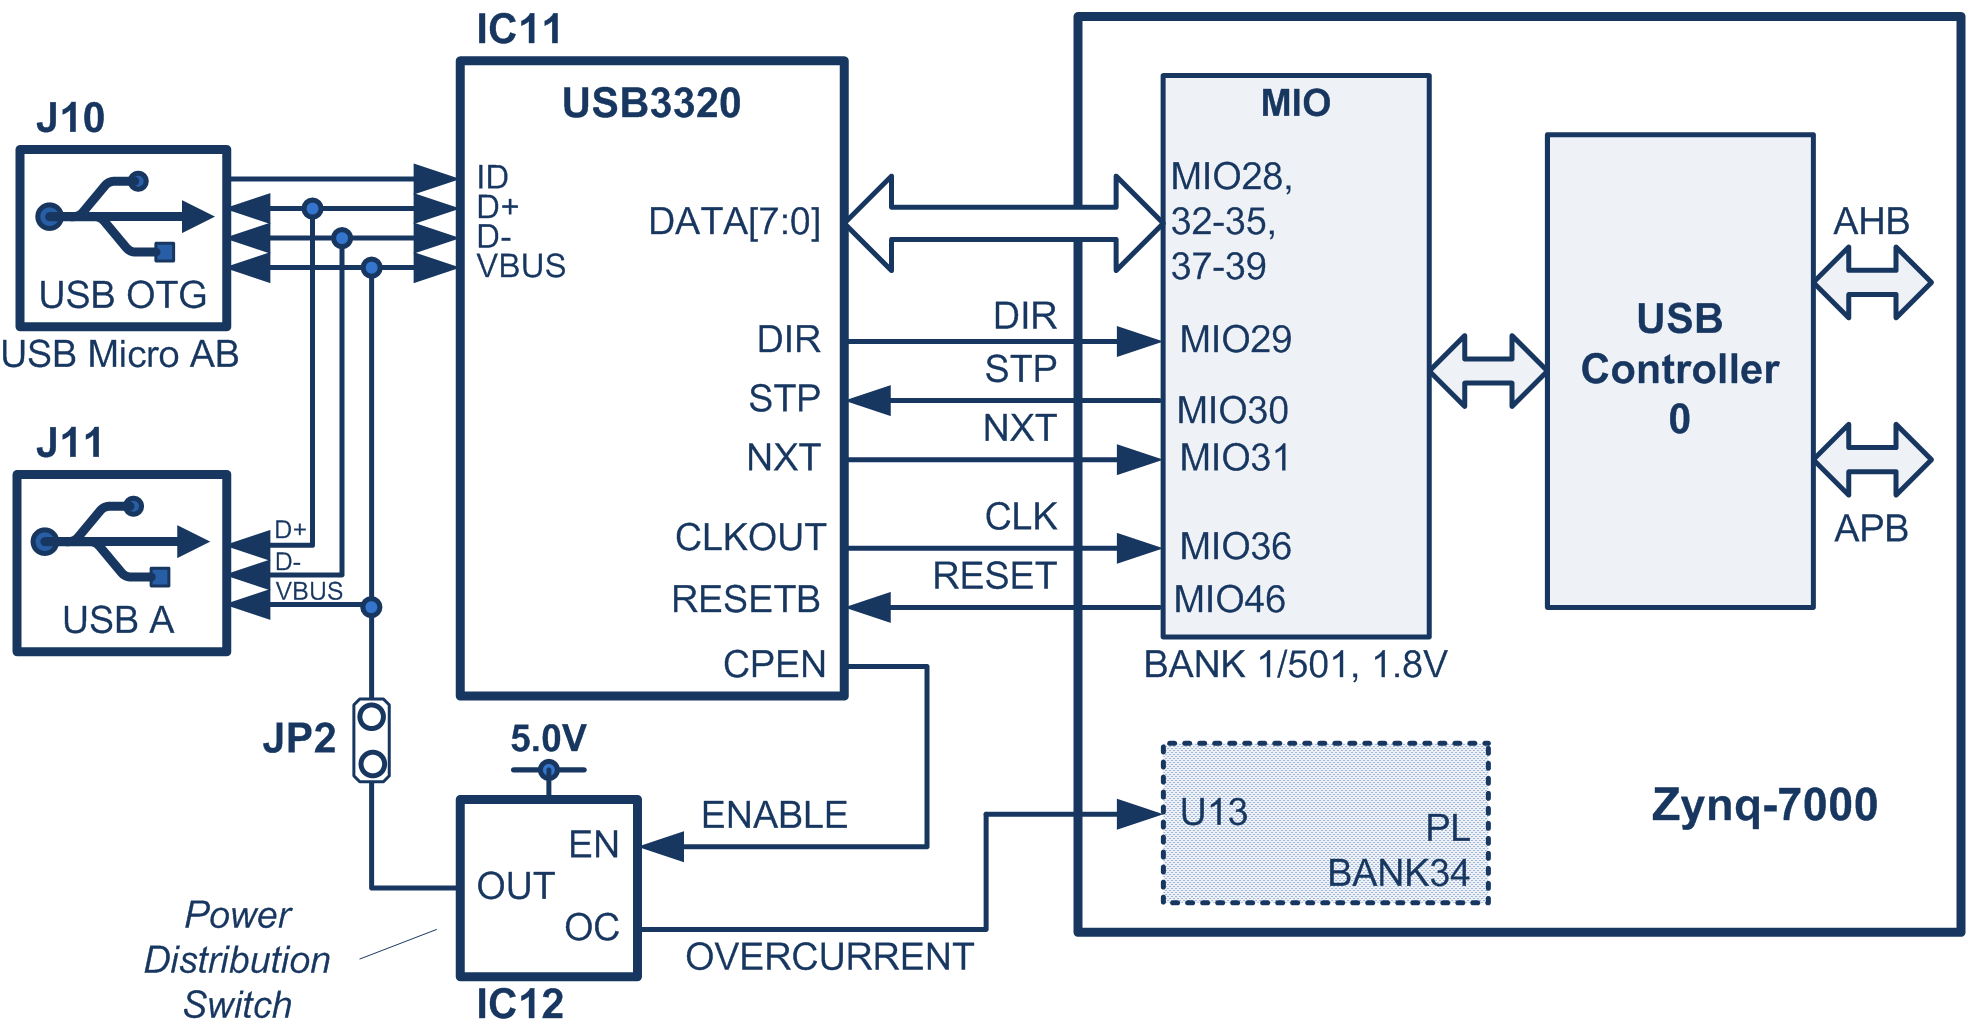 IC11
USB3320
J10
USB OTG
USB Micro AB
ID
D+
D-
VBUS
DATA[7:0]
DIR
STP
NXT
CLKOUT
RESETB
CPEN
J11
USB A
D+
D-
VBUS
JP2
5.0V
EN
OUT
OC
IC12
Power
Distribution
Switch
ENABLE
OVERCURRENT
DIR
STP
NXT
CLK
RESET
MIO
MIO28,
32-35,
37-39
MIO29
MIO30
MIO31
MIO36
MIO46
BANK 1/501, 1.8V
USB
Controller
0
AHB
APB
U13
PL
BANK34
Zynq-7000